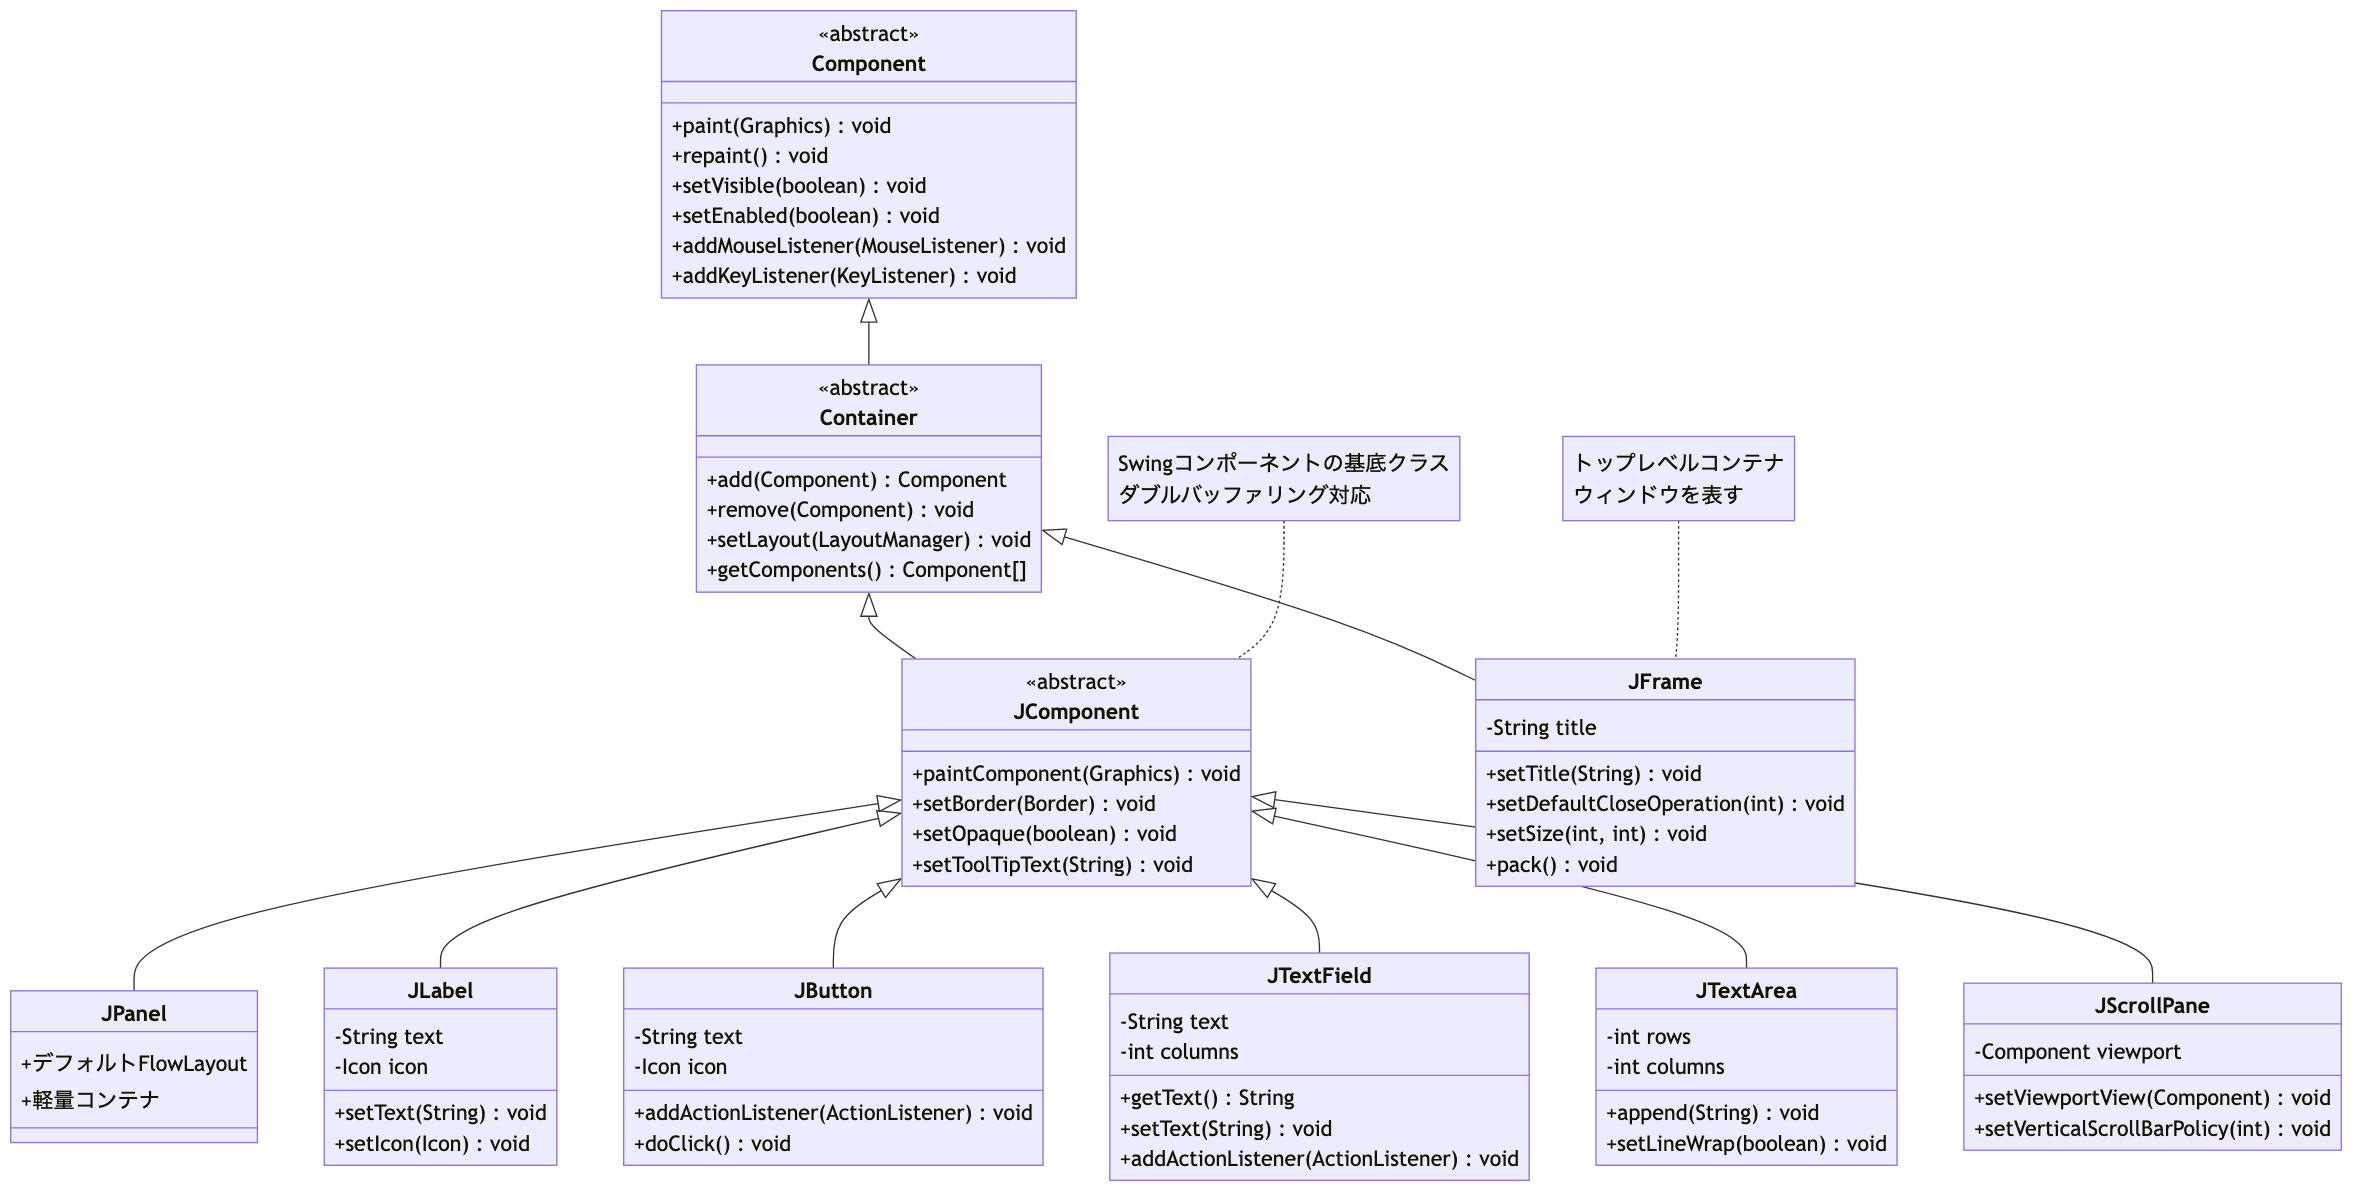 «abstract»
Component
+paint(Graphics) : void
+repaint() : void
+setVisible(boolean) : void
+setEnabled(boolean) : void
+addMouseListener(MouseListener) : void
+addKeyListener(KeyListener) : void
«abstract»
Container
+add(Component) : Component
+remove(Component) : void
+setLayout(LayoutManager) : void
+getComponents() : Component[]
Swingコンポーネントの基底クラス
ダブルバッファリング対応
トップレベルコンテナ
ウィンドウを表す
«abstract»
JComponent
+paintComponent(Graphics) : void
+setBorder(Border) : void
+setOpaque(boolean) : void
+setToolTipText(String) : void
JFrame
-String title
+setTitle(String) : void
+setDefaultCloseOperation(int) : void
+setSize(int, int) : void
+pack() : void
JPanel
+デフォルトFlowLayout
+軽量コンテナ
JLabel
-String text
-Icon icon
+setText(String) : void
+setIcon(Icon) : void
JButton
-String text
-Icon icon
+addActionListener(ActionListener) : void
+doClick() : void
JTextField
-String text
-int columns
+getText() : String
+setText(String) : void
+addActionListener(ActionListener) : void
JTextArea
-int rows
-int columns
+append(String) : void
+setLineWrap(boolean) : void
JScrollPane
-Component viewport
+setViewportView(Component) : void
+setVerticalScrollBarPolicy(int) : void